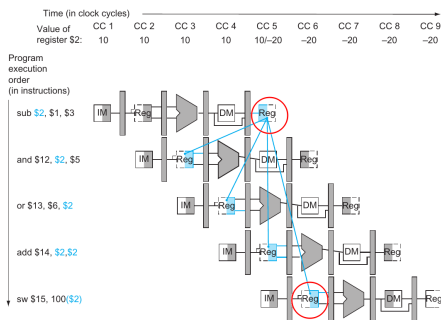 Time (in clock cycles)
Value of register $2: CC 1 CC 2 CC 3 CC 4 CC 5 CC 6 CC 7 CC 8 CC 9
10 10 10 10 10/–20 –20 –20 –20 –20
Program
execution
order
(in instructions)
sub $2, $1, $3 IM Reg DM Reg
and $12, $2, $5 IM Reg DM Reg
or $13, $6, $2 IM Reg DM Reg
add $14, $2,$2 IM Reg DM Reg
sw $15, 100($2) IM Reg DM Reg